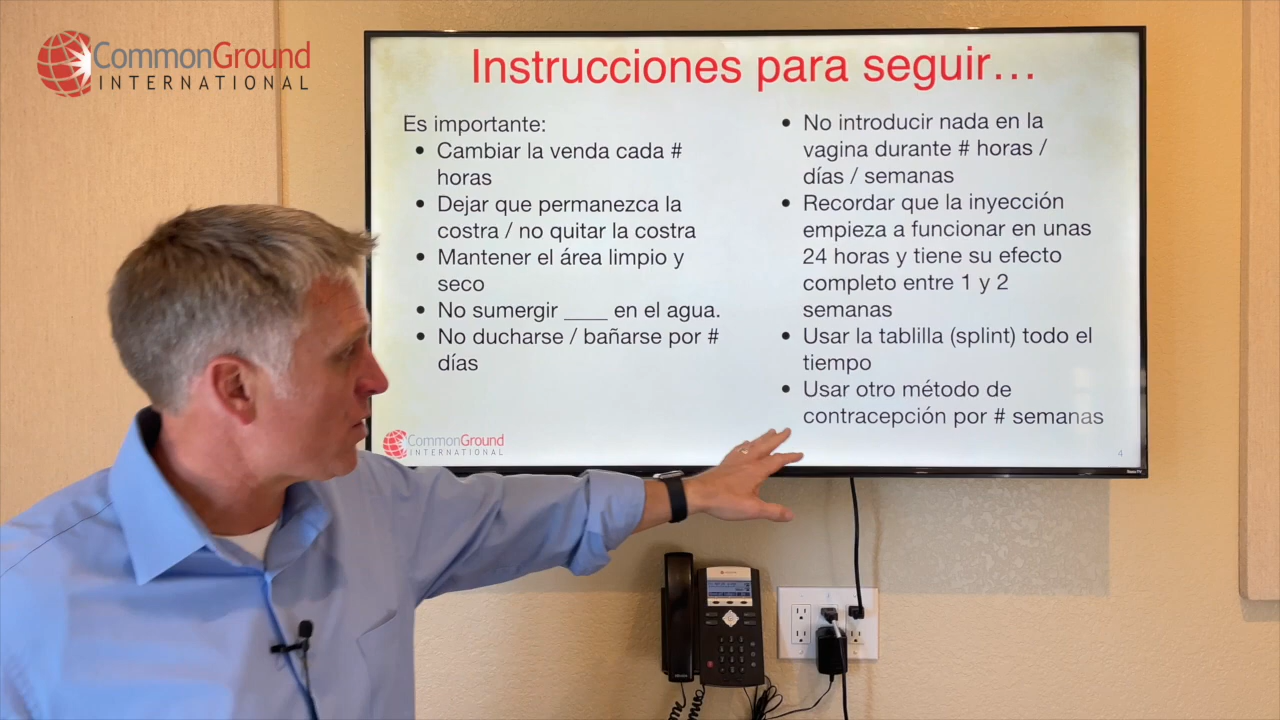 CommonGround
INTERNATIONAL
Instrucciones para seguir…
Es importante:
• Cambiar la venda cada #
horas
• Dejar que permanezca la
costra / no quitar la costra
• Mantener el área limpio y
seco
• No sumergir ____ en el agua.
• No ducharse / bañarse por #
días
• No introducir nada en la
vagina durante # horas /
días / semanas
• Recordar que la inyección
empieza a funcionar en unas
24 horas y tiene su efecto
completo entre 1 y 2
semanas
• Usar la tablilla (splint) todo el
tiempo
• Usar otro método de
contracepción por # semanas
CommonGround
INTERNATIONAL
4
Roku TV